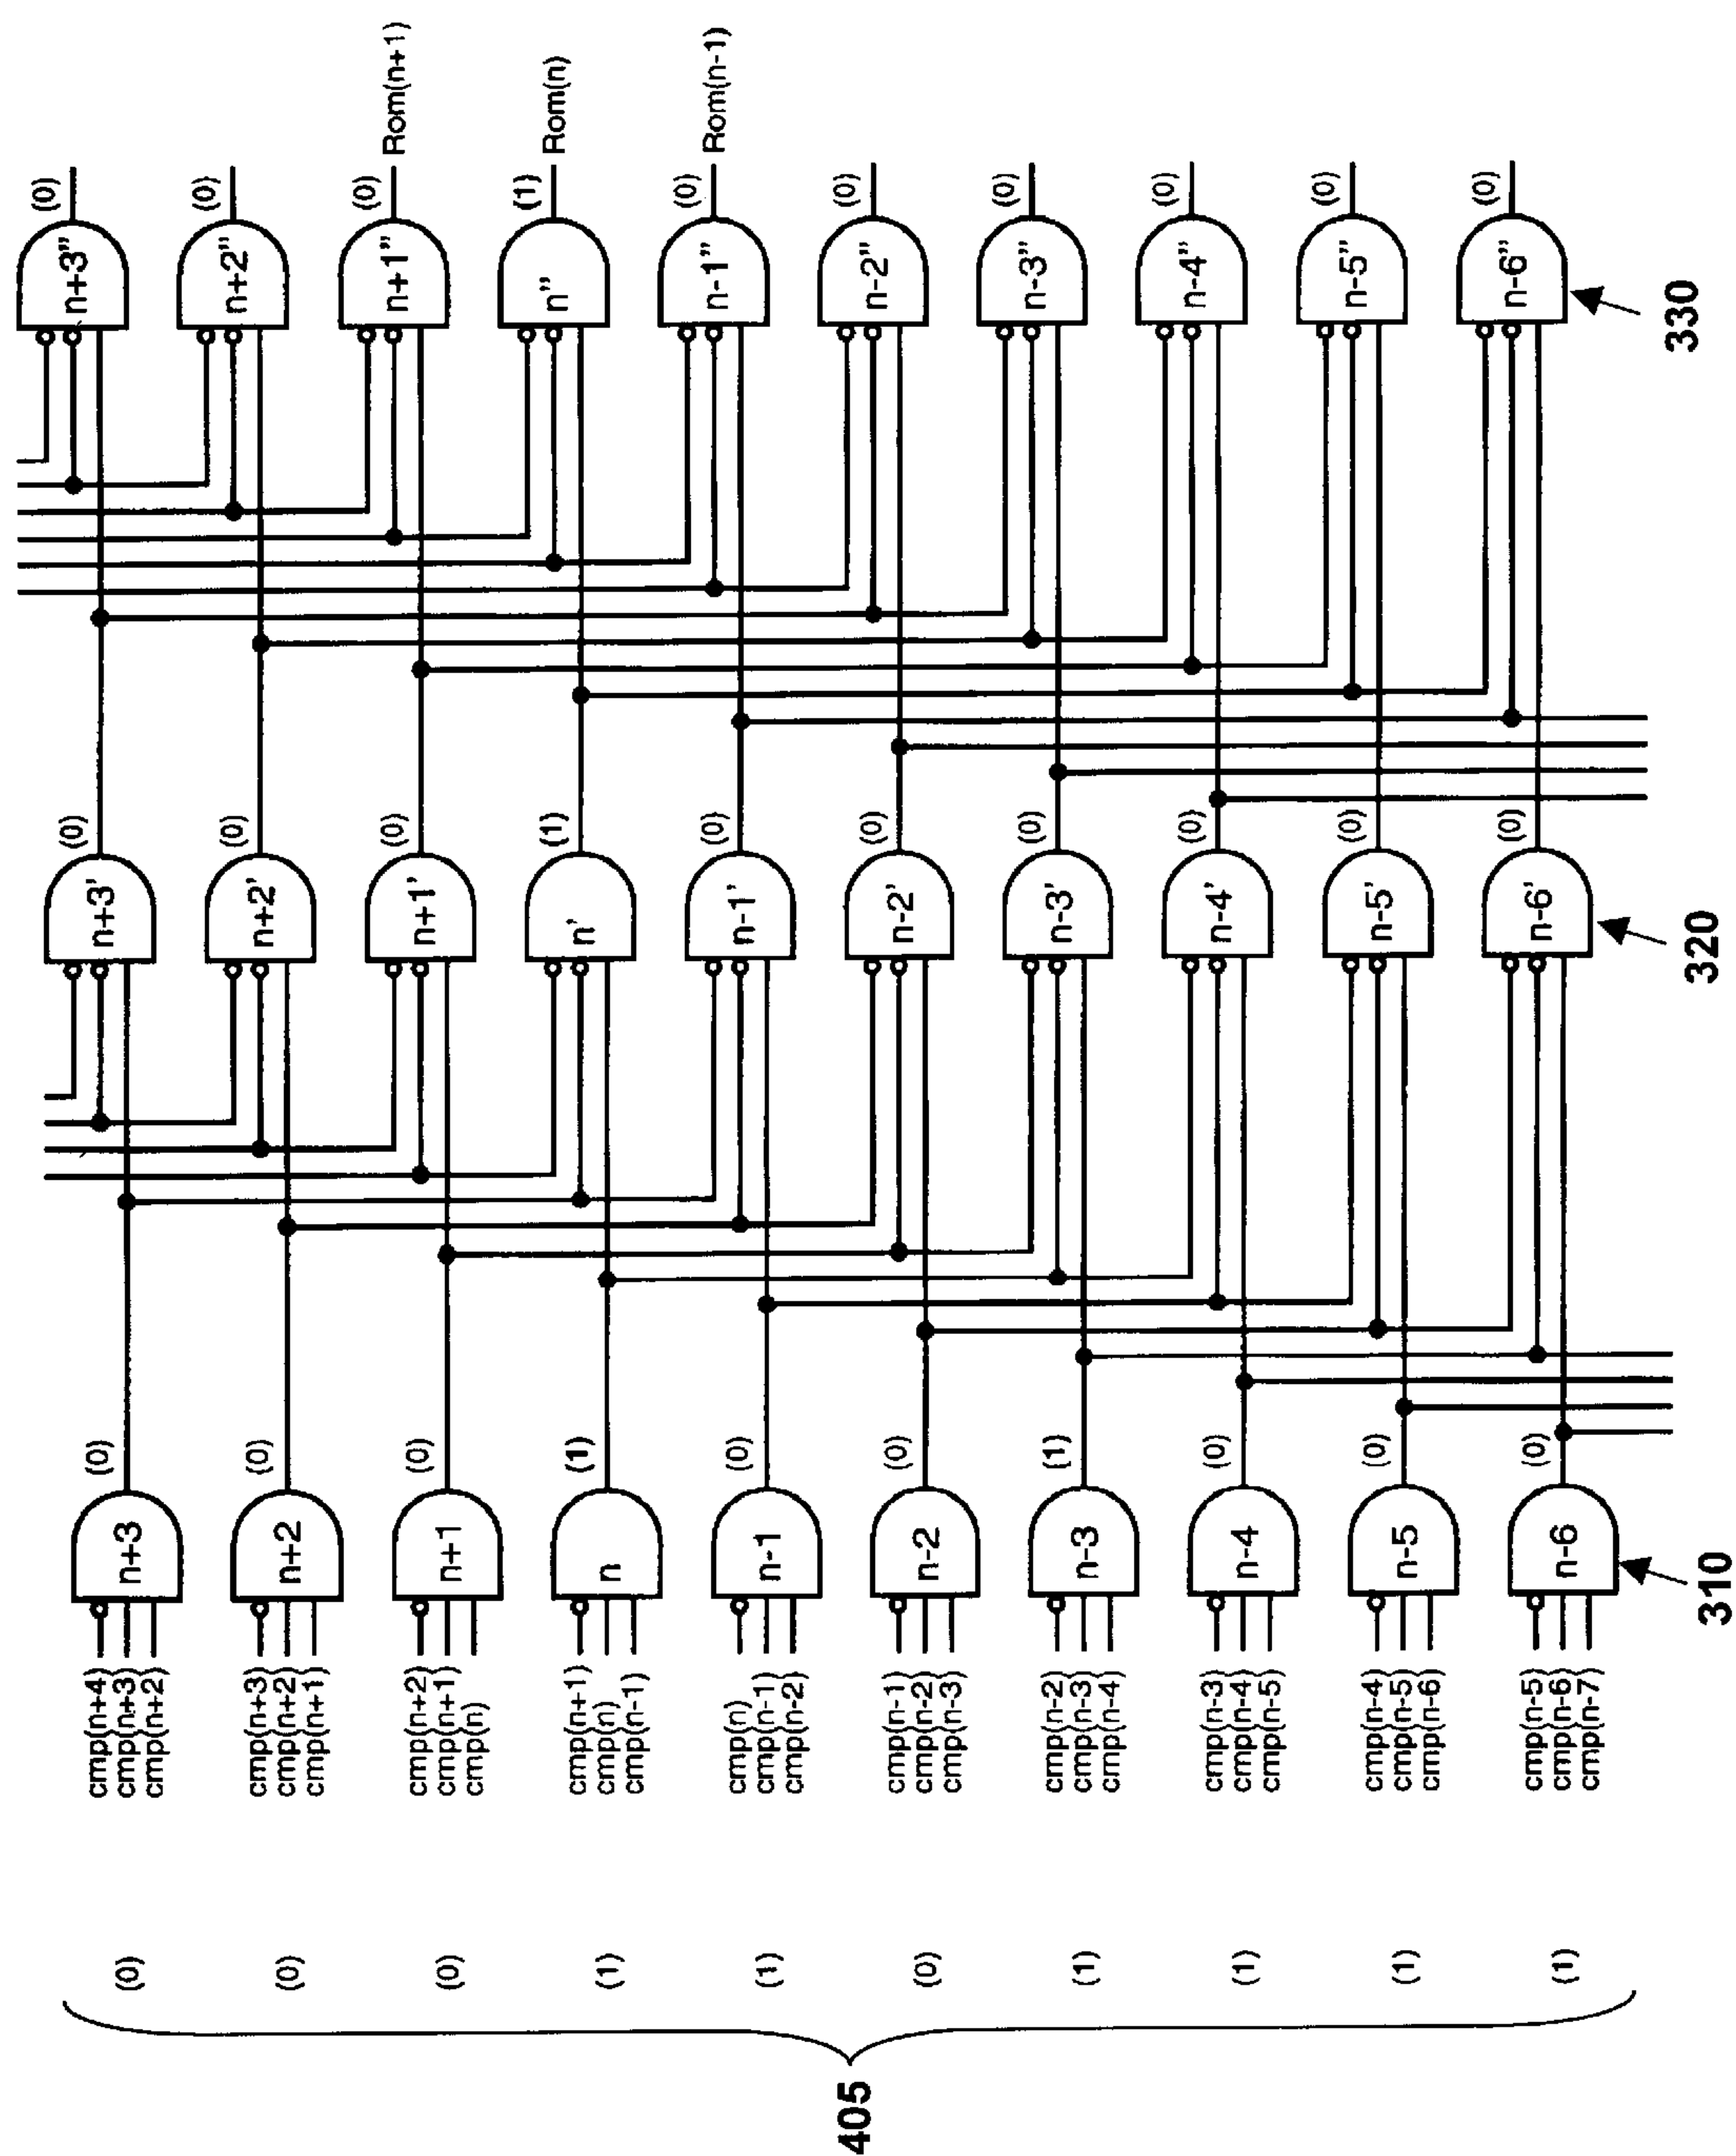 (0) cmp(n+4) n+3 (0) n+3' (0) n+3" (0)
cmp(n+3)
cmp(n+2)
(0) cmp(n+3) n+2 (0) n+2' (0) n+2" (0)
cmp(n+2)
cmp(n+1)
(0) cmp(n+2) n+1 (0) n+1' (0) n+1" (0) Rom(n+1)
cmp(n+1)
cmp(n)
(1) cmp(n+1) n (1) n' (1) n" (1) Rom(n)
cmp(n)
cmp(n-1)
(1) cmp(n) n-1 (0) n-1' (0) n-1" (0) Rom(n-1)
cmp(n-1)
cmp(n-2)
405
(0) cmp(n-1) n-2 (0) n-2' (0) n-2" (0)
cmp(n-2)
cmp(n-3)
(1) cmp(n-2) n-3 (1) n-3' (0) n-3" (0)
cmp(n-3)
cmp(n-4)
(1) cmp(n-3) n-4 (0) n-4' (0) n-4" (0)
cmp(n-4)
cmp(n-5)
(1) cmp(n-4) n-5 (0) n-5' (0) n-5" (0)
cmp(n-5)
cmp(n-6)
(1) cmp(n-5) n-6 (0) n-6' (0) n-6" (0)
cmp(n-6)
cmp(n-7)
310 320 330